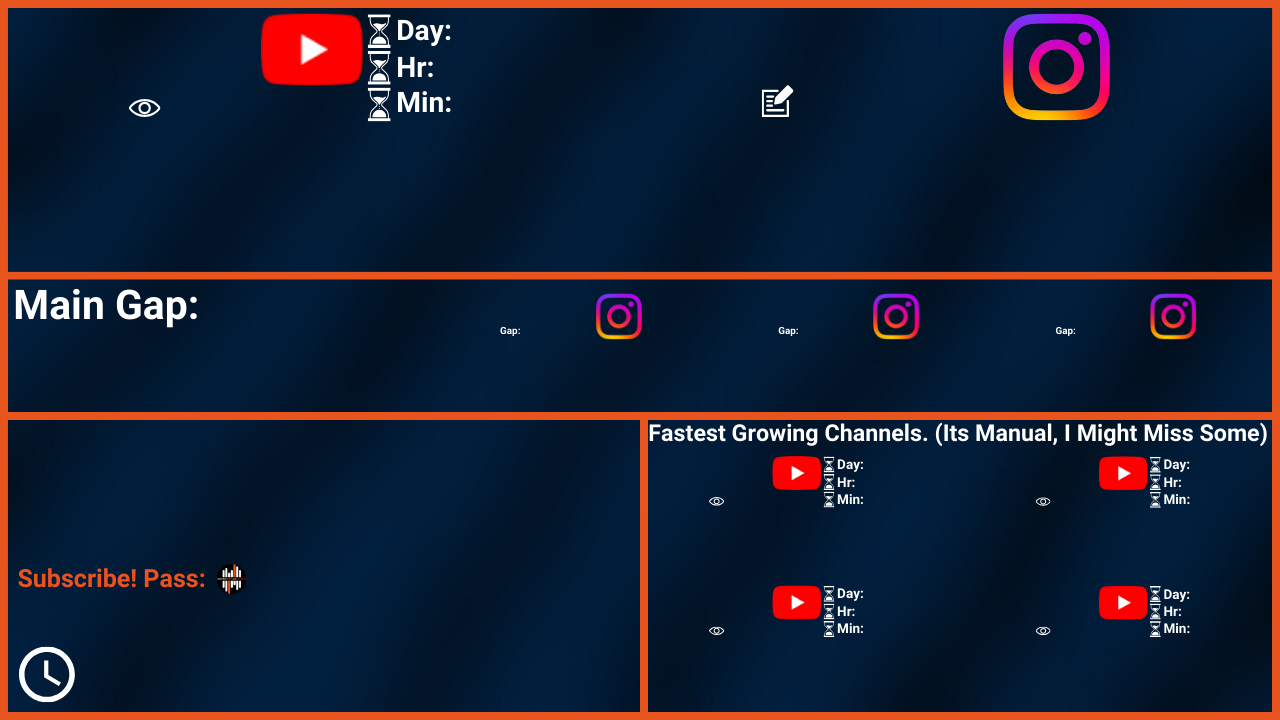 Day:
Hr:
Min:
Main Gap:
Gap:
Gap:
Gap:
Fastest Growing Channels. (Its Manual, I Might Miss Some)
Day:
Hr:
Min:
Day:
Hr:
Min:
Subscribe! Pass:
Day:
Hr:
Min:
Day:
Hr:
Min: